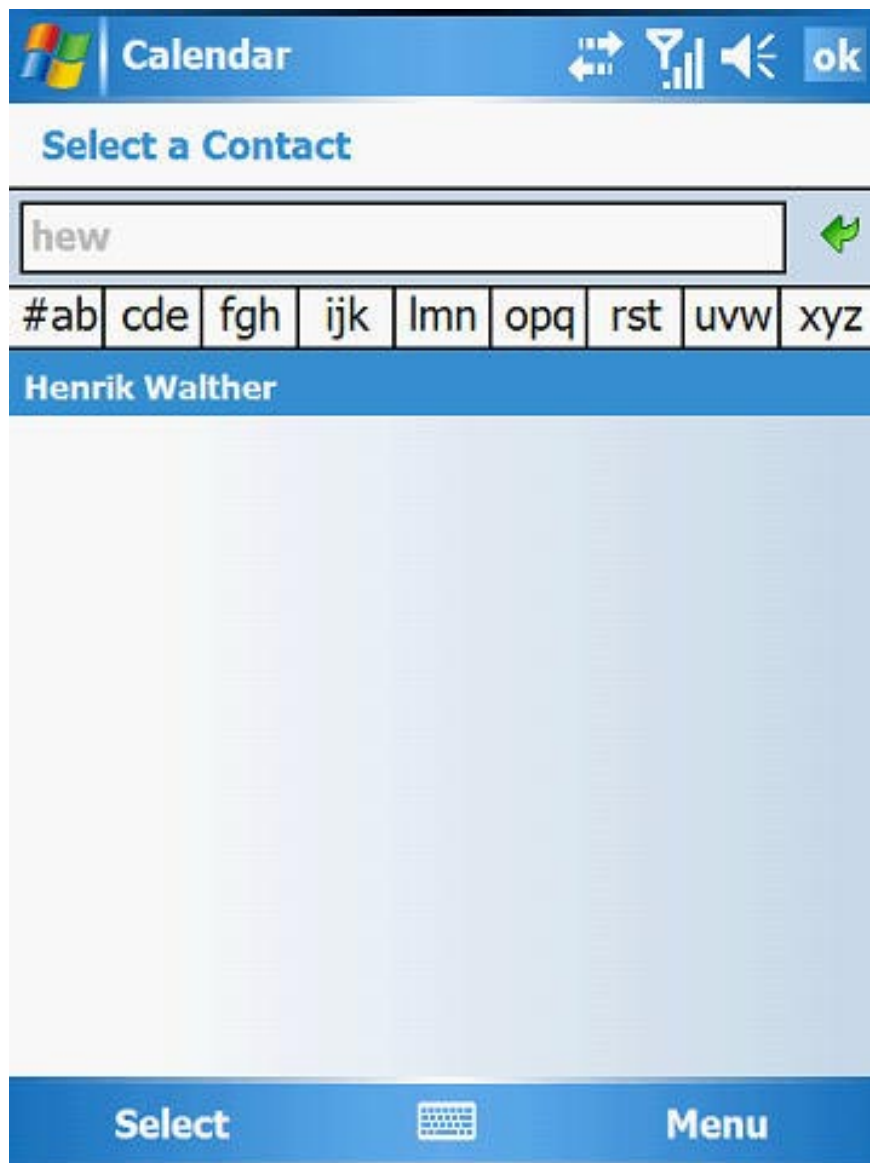 Calendar ok
Select a Contact
hew
#ab cde fgh ijk lmn opq rst uvw xyz
Henrik Walther
Select Menu